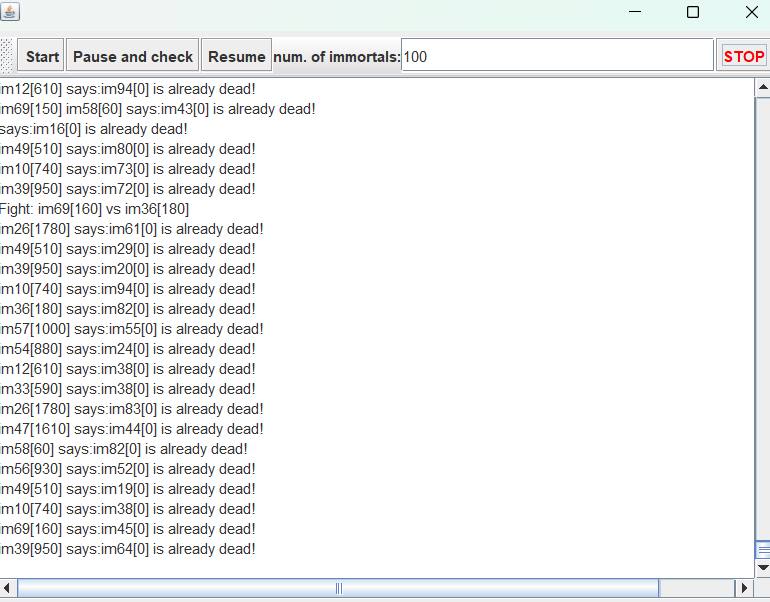 Start Pause and check Resume num. of immortals: 100 STOP
im12[610] says:im94[0] is already dead!
im69[150] im58[60] says:im43[0] is already dead!
says:im16[0] is already dead!
im49[510] says:im80[0] is already dead!
im10[740] says:im73[0] is already dead!
im39[950] says:im72[0] is already dead!
Fight: im69[160] vs im36[180]
im26[1780] says:im61[0] is already dead!
im49[510] says:im29[0] is already dead!
im39[950] says:im20[0] is already dead!
im10[740] says:im94[0] is already dead!
im36[180] says:im82[0] is already dead!
im57[1000] says:im55[0] is already dead!
im54[880] says:im24[0] is already dead!
im12[610] says:im38[0] is already dead!
im33[590] says:im38[0] is already dead!
im26[1780] says:im83[0] is already dead!
im47[1610] says:im44[0] is already dead!
im58[60] says:im82[0] is already dead!
im56[930] says:im52[0] is already dead!
im49[510] says:im19[0] is already dead!
im10[740] says:im38[0] is already dead!
im69[160] says:im45[0] is already dead!
im39[950] says:im64[0] is already dead!